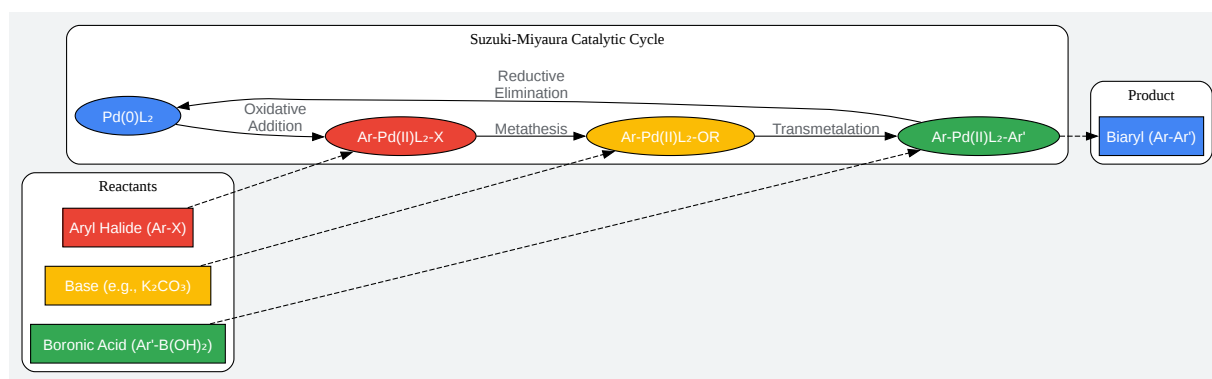 Suzuki-Miyaura Catalytic Cycle
Reductive
Elimination
Pd(0)L₂
Oxidative
Addition
Ar-Pd(II)L₂-X
Metathesis
Ar-Pd(II)L₂-OR
Transmetalation
Ar-Pd(II)L₂-Ar'
Product
Biaryl (Ar-Ar')
Reactants
Aryl Halide (Ar-X)
Base (e.g., K₂CO₃)
Boronic Acid (Ar'-B(OH)₂)